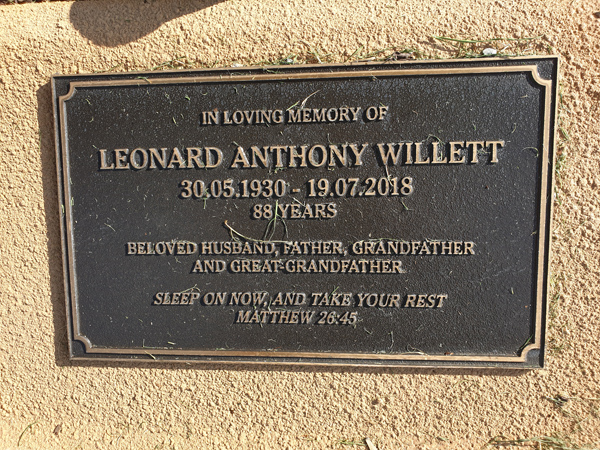 IN LOVING MEMORY OF
LEONARD ANTHONY WILLETT
30.05.1930 - 19.07.2018
88 YEARS
BELOVED HUSBAND, FATHER, GRANDFATHER
AND GREAT-GRANDFATHER
SLEEP ON NOW, AND TAKE YOUR REST
MATTHEW 26:45